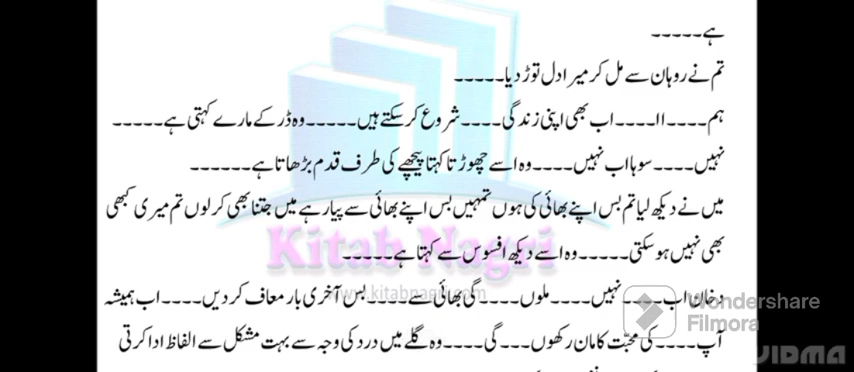 ہے۔۔۔۔۔
تم نے روہان سے مل کر میرا دل توڑ دیا۔۔۔۔۔
ہم۔۔۔۔اا۔۔۔۔اب بھی اپنی زندگی۔۔۔۔شروع کر سکتے ہیں۔۔۔۔۔وہ ڈر کے مارے کہتی ہے۔۔۔۔۔
نہیں۔۔۔۔سوہا اب نہیں۔۔۔۔وہ اسے چھوڑتا کہتا پیچھے کی طرف قدم بڑھاتا ہے۔۔۔۔۔۔
میں نے دیکھ لیا تم بس اپنے بھائی کی ہوں تمہیں بس اپنے بھائی سے پیار ہے میں جتنا بھی کر لوں تم میری کبھی
بھی نہیں ہو سکتی۔۔۔۔۔وہ اسے دیکھ افسوس سے کہتا ہے۔۔۔۔۔
دخان اب۔۔۔۔نہیں۔۔۔۔ملوں۔۔۔۔گی بھائی سے۔۔۔۔بس آخری بار معاف کر دیں۔۔۔۔اب ہمیشہ
آپ۔۔۔۔کی محبت کا مان رکھوں۔۔۔گی۔۔۔۔وہ گلے میں درد کی وجہ سے بہت مشکل سے الفاظ ادا کرتی
Kitab Nagri
www.kitabnagri.com
Wondershare
Filmora
VIDMA